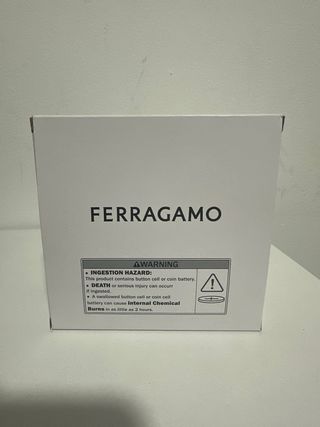 FERRAGAMO
⚠WARNING
• INGESTION HAZARD:
This product contains button cell or coin battery.
• DEATH or serious injury can occurr
if ingested.
• A swallowed button cell or coin cell
battery can cause Internal Chemical
Burns in as little as 2 hours.